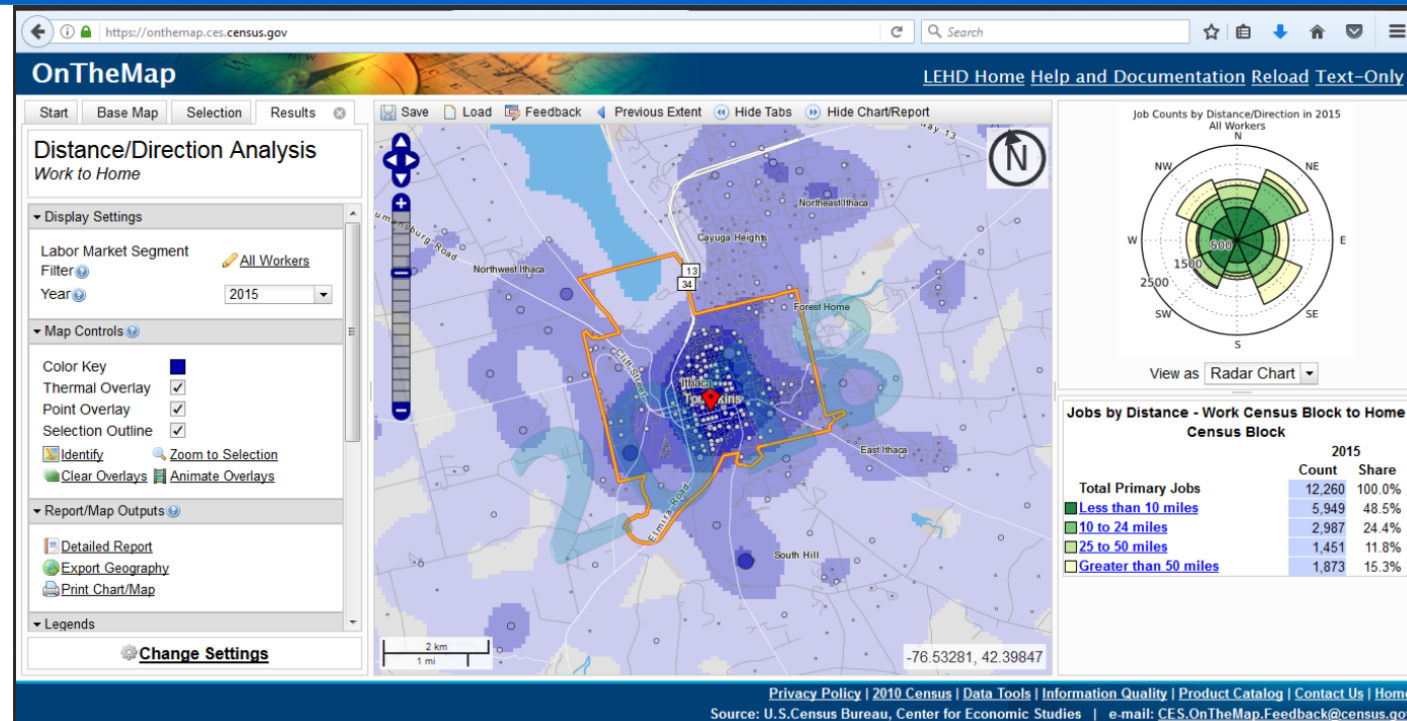 https://onthemap.ces.census.gov
Search
OnTheMap
LEHD Home Help and Documentation Reload Text-Only
Start Base Map Selection Results
Save Load Feedback Previous Extent Hide Tabs Hide Chart/Report
Distance/Direction Analysis
Work to Home
Display Settings
Labor Market Segment
Filter
All Workers
Year
2015
Map Controls
Color Key
Thermal Overlay
Point Overlay
Selection Outline
Identify Zoom to Selection
Clear Overlays Animate Overlays
Report/Map Outputs
Detailed Report
Export Geography
Print Chart/Map
Legends
Change Settings
N
Northeast Ithaca
Cayuga Heights
Northwest Ithaca
13
34
Forest Home
Cliff Street
Ithaca
East Ithaca
Elmira Road
South Hill
2018
2 km
1 mi
-76.53281, 42.39847
Job Counts by Distance/Direction in 2015
All Workers
N
NW NE
W E
500
1500
2500
SW SE
S
View as Radar Chart
Jobs by Distance - Work Census Block to Home
Census Block
2015
Count Share
Total Primary Jobs 12,260 100.0%
Less than 10 miles 5,949 48.5%
10 to 24 miles 2,987 24.4%
25 to 50 miles 1,451 11.8%
Greater than 50 miles 1,873 15.3%
Privacy Policy | 2010 Census | Data Tools | Information Quality | Product Catalog | Contact Us | Home
Source: U.S.Census Bureau, Center for Economic Studies | e-mail: CES.OnTheMap.Feedback@census.gov